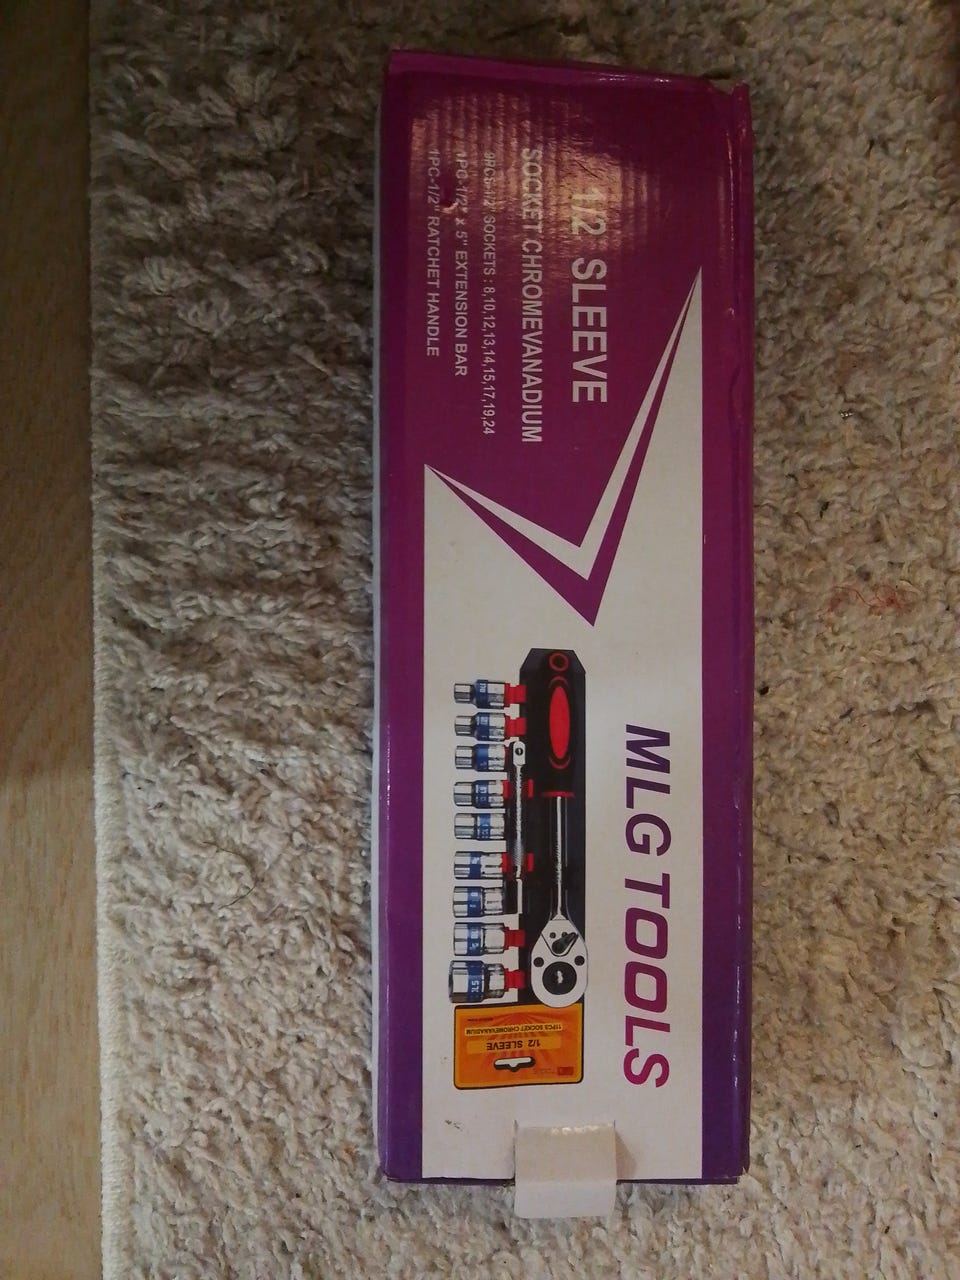 1/2 SLEEVE
SOCKET CHROMEVANADIUM
9PCS-1/2" SOCKETS : 8,10,12,13,14,15,17,19,24
1PC-1/2" x 5" EXTENSION BAR
1PC-1/2" RATCHET HANDLE
MLG TOOLS
1/2 SLEEVE
11PCS SOCKET CHROMEVANADIUM